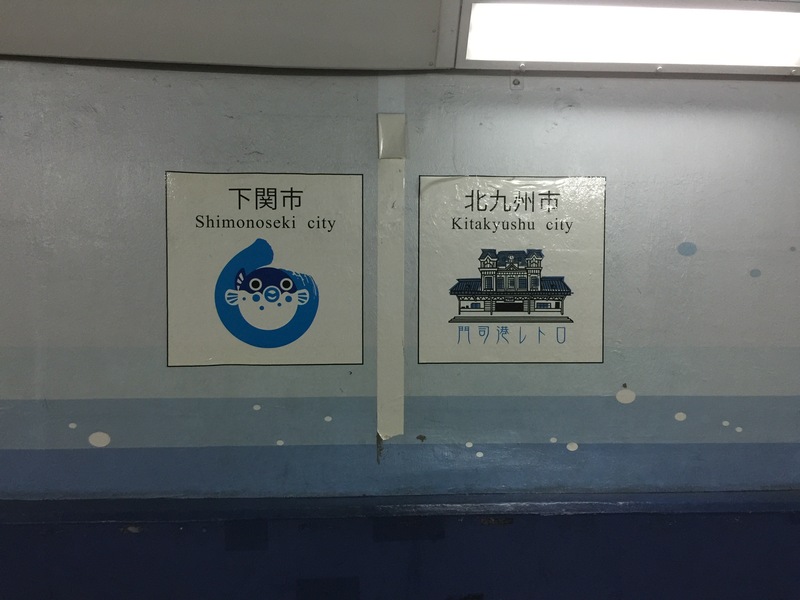 下関市
Shimonoseki city
北九州市
Kitakyushu city
門司港レトロ